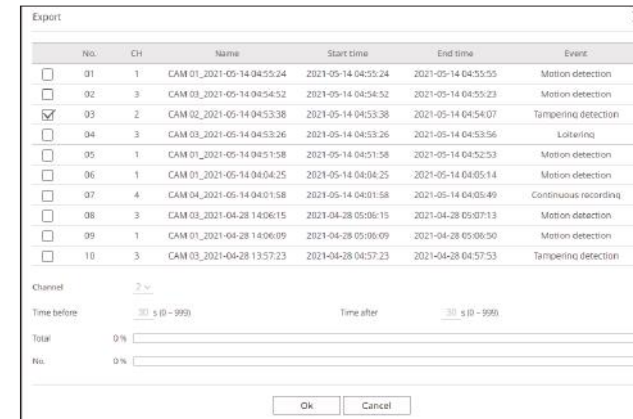 Export
No. CH Name Start time End time Event
01 1 CAM 01_2021-05-14 04:55:24 2021-05-14 04:55:24 2021-05-14 04:55:55 Motion detection
02 3 CAM 03_2021-05-14 04:54:52 2021-05-14 04:54:52 2021-05-14 04:55:23 Motion detection
03 2 CAM 02_2021-05-14 04:53:38 2021-05-14 04:53:38 2021-05-14 04:54:07 Tampering detection
04 3 CAM 03_2021-05-14 04:53:26 2021-05-14 04:53:26 2021-05-14 04:53:56 Loitering
05 1 CAM 01_2021-05-14 04:51:58 2021-05-14 04:51:58 2021-05-14 04:52:53 Motion detection
06 1 CAM 01_2021-05-14 04:04:25 2021-05-14 04:04:25 2021-05-14 04:05:14 Motion detection
07 4 CAM 04_2021-05-14 04:01:58 2021-05-14 04:01:58 2021-05-14 04:05:49 Continuous recording
08 3 CAM 03_2021-04-28 14:06:15 2021-04-28 05:06:15 2021-04-28 05:07:13 Motion detection
09 1 CAM 01_2021-04-28 14:06:09 2021-04-28 05:06:09 2021-04-28 05:06:50 Motion detection
10 3 CAM 03_2021-04-28 13:57:23 2021-04-28 04:57:23 2021-04-28 04:57:53 Tampering detection
Channel 2
Time before 30 s (0 ~ 999) Time after 30 s (0 ~ 999)
Total 0 %
No. 0 %
Ok Cancel